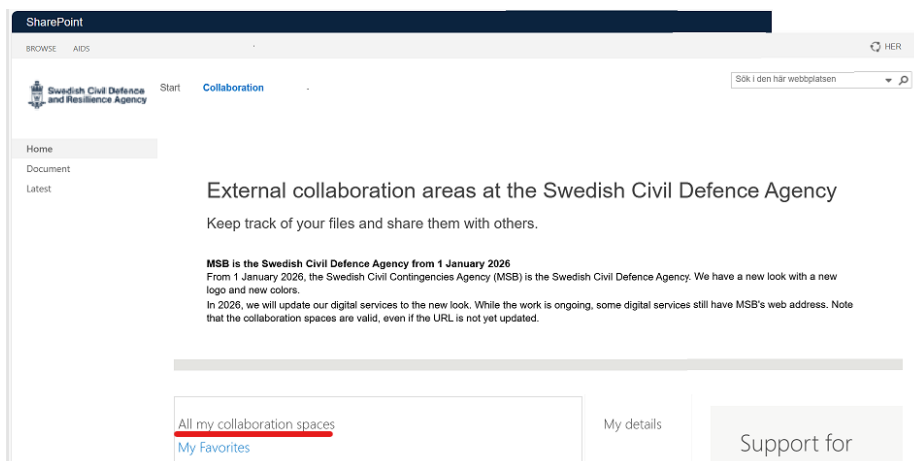 SharePoint
BROWSE AIDS
HER
Swedish Civil Defence
and Resilience Agency
Start Collaboration
Sök i den här webbplatsen
Home
Document
Latest
External collaboration areas at the Swedish Civil Defence Agency
Keep track of your files and share them with others.
MSB is the Swedish Civil Defence Agency from 1 January 2026
From 1 January 2026, the Swedish Civil Contingencies Agency (MSB) is the Swedish Civil Defence Agency. We have a new look with a new
logo and new colors.
In 2026, we will update our digital services to the new look. While the work is ongoing, some digital services still have MSB's web address. Note
that the collaboration spaces are valid, even if the URL is not yet updated.
All my collaboration spaces
My Favorites
My details
Support for